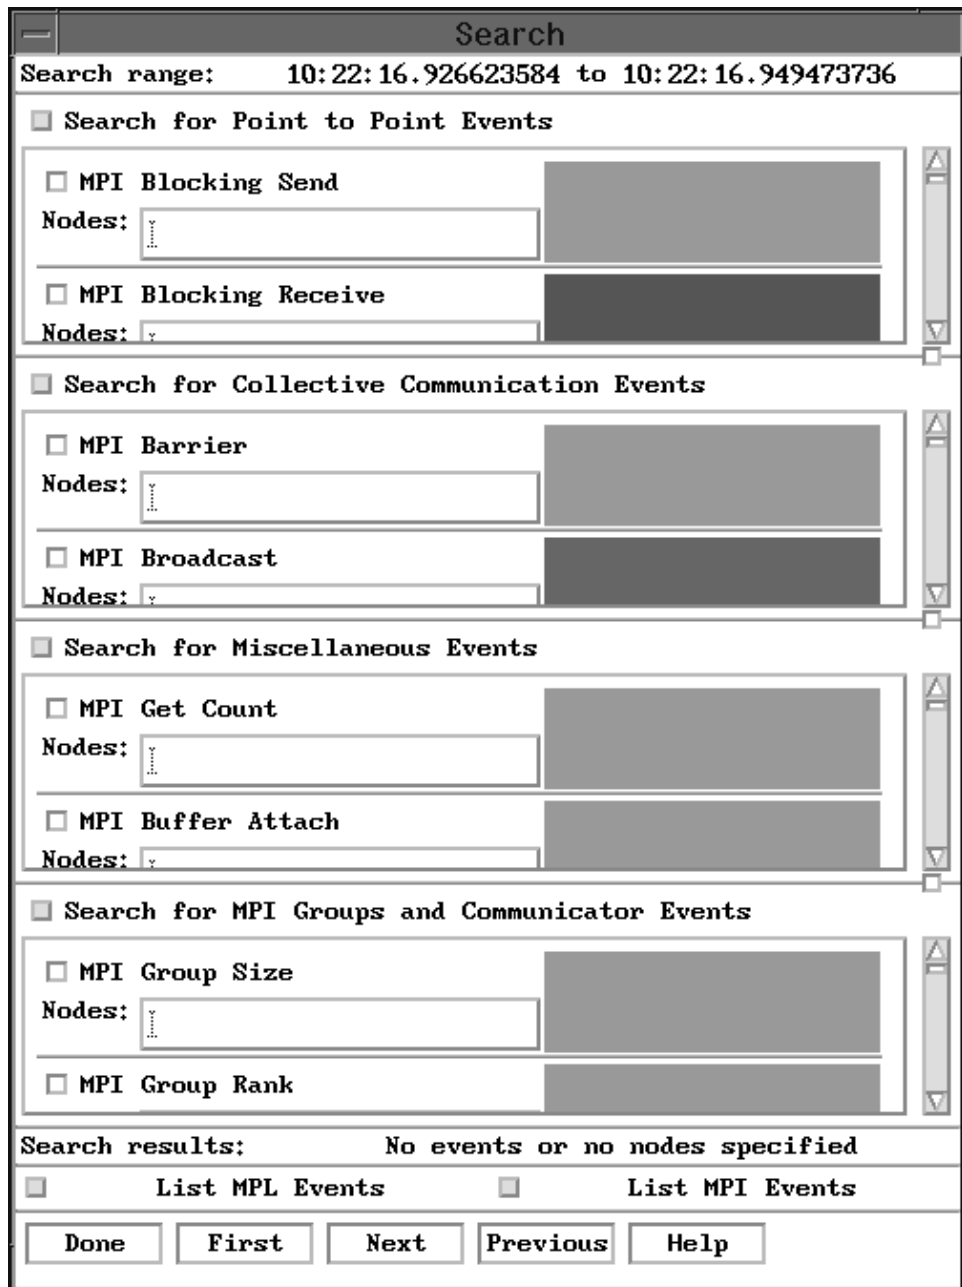 Search
Search range: 10:22:16.926623584 to 10:22:16.949473736
Search for Point to Point Events
MPI Blocking Send
Nodes:
MPI Blocking Receive
Nodes:
Search for Collective Communication Events
MPI Barrier
Nodes:
MPI Broadcast
Nodes:
Search for Miscellaneous Events
MPI Get Count
Nodes:
MPI Buffer Attach
Nodes:
Search for MPI Groups and Communicator Events
MPI Group Size
Nodes:
MPI Group Rank
Search results: No events or no nodes specified
List MPL Events List MPI Events
Done First Next Previous Help